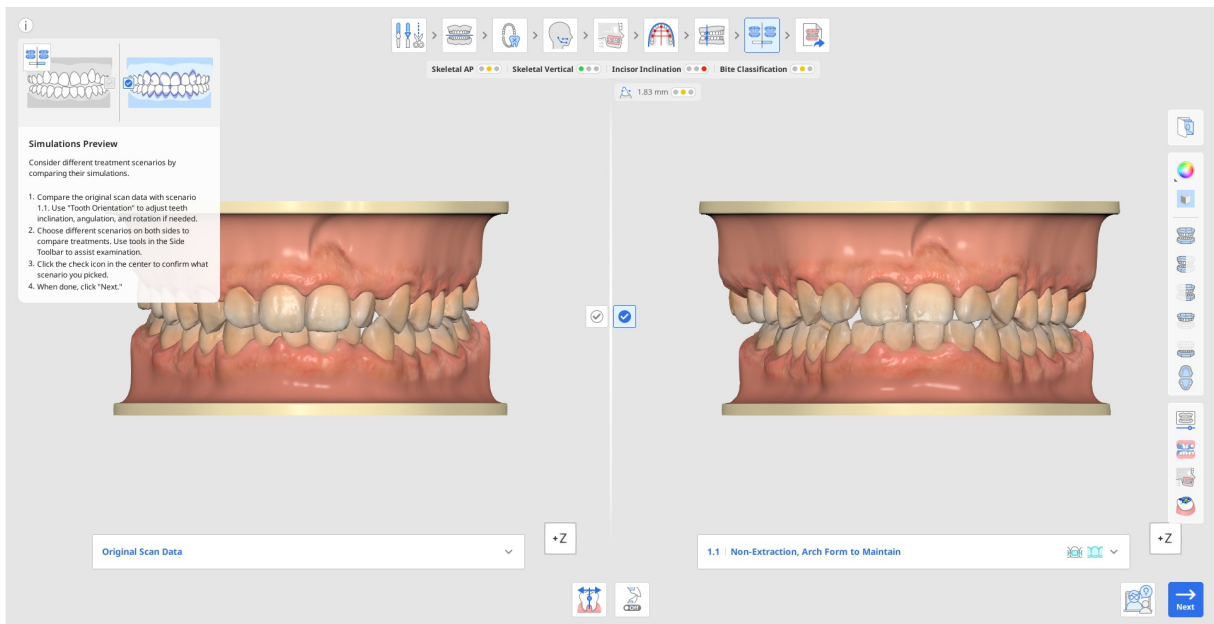 i
Skeletal AP
Skeletal Vertical
Incisor Inclination
Bite Classification
1.83 mm
Simulations Preview
Consider different treatment scenarios by
comparing their simulations.
1. Compare the original scan data with scenario
1.1. Use "Tooth Orientation" to adjust teeth
inclination, angulation, and rotation if needed.
2. Choose different scenarios on both sides to
compare treatments. Use tools in the Side
Toolbar to assist examination.
3. Click the check icon in the center to confirm what
scenario you picked.
4. When done, click "Next."
+Z
+Z
Original Scan Data
1.1 | Non-Extraction, Arch Form to Maintain
Next